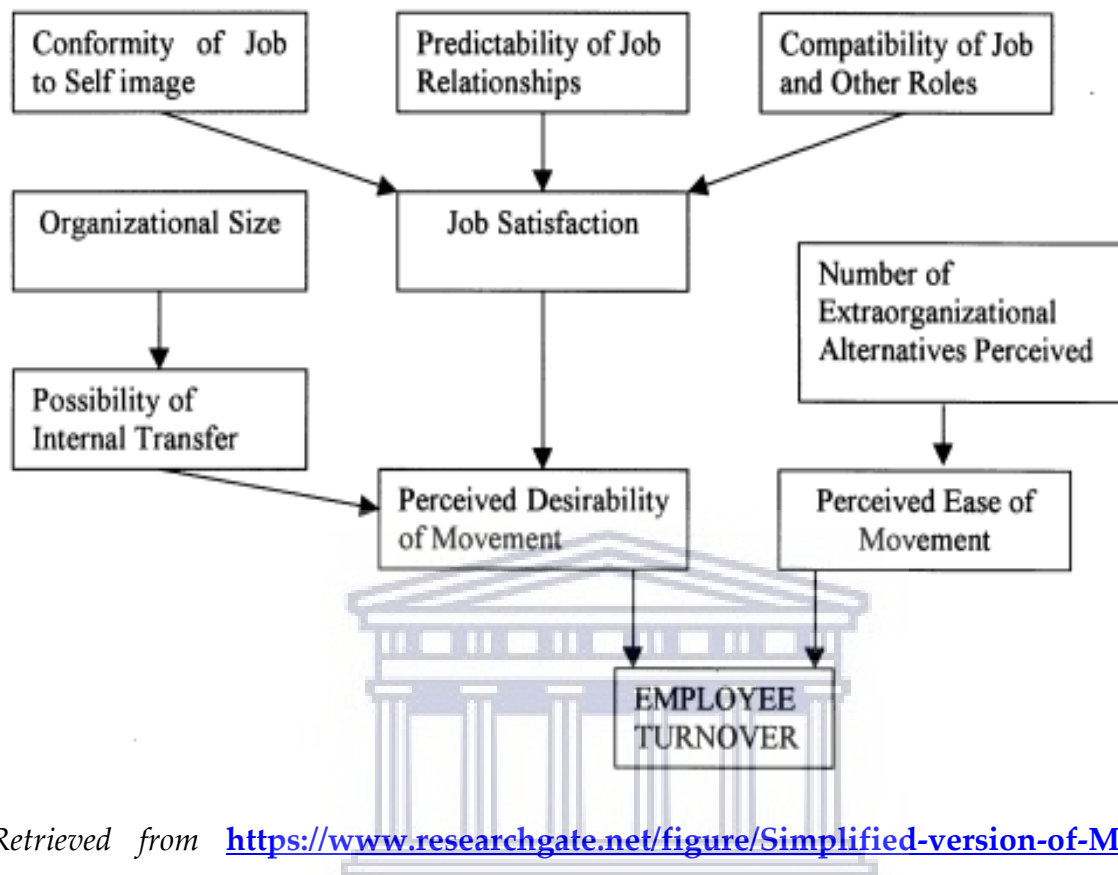 Conformity of Job
to Self image
Predictability of Job
Relationships
Compatibility of Job
and Other Roles
Organizational Size
Job Satisfaction
Number of
Extraorganizational
Alternatives Perceived
Possibility of
Internal Transfer
Perceived Desirability
of Movement
Perceived Ease of
Movement
EMPLOYEE
TURNOVER
Retrieved from https://www.researchgate.net/figure/Simplified-version-of-M